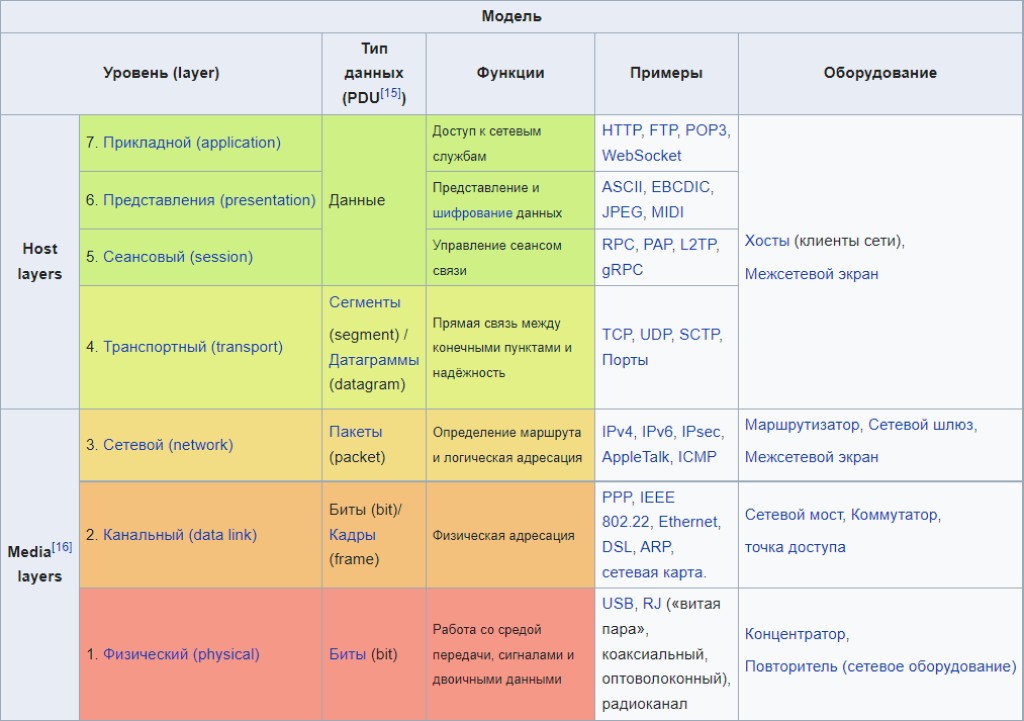 Модель
Уровень (layer)
Тип
данных
(PDU[15])
Функции
Примеры
Оборудование
Host
layers
7. Прикладной (application)
Данные
Доступ к сетевым
службам
HTTP, FTP, POP3,
WebSocket
Хосты (клиенты сети),
Межсетевой экран
6. Представления (presentation)
Представление и
шифрование данных
ASCII, EBCDIC,
JPEG, MIDI
5. Сеансовый (session)
Управление сеансом
связи
RPC, PAP, L2TP,
gRPC
4. Транспортный (transport)
Сегменты
(segment) /
Датаграммы
(datagram)
Прямая связь между
конечными пунктами и
надёжность
TCP, UDP, SCTP,
Порты
Media[16]
layers
3. Сетевой (network)
Пакеты
(packet)
Определение маршрута
и логическая адресация
IPv4, IPv6, IPsec,
AppleTalk, ICMP
Маршрутизатор, Сетевой шлюз,
Межсетевой экран
2. Канальный (data link)
Биты (bit)/
Кадры
(frame)
Физическая адресация
PPP, IEEE
802.22, Ethernet,
DSL, ARP,
сетевая карта.
Сетевой мост, Коммутатор,
точка доступа
1. Физический (physical)
Биты (bit)
Работа со средой
передачи, сигналами и
двоичными данными
USB, RJ («витая
пара»,
коаксиальный,
оптоволоконный),
радиоканал
Концентратор,
Повторитель (сетевое оборудование)